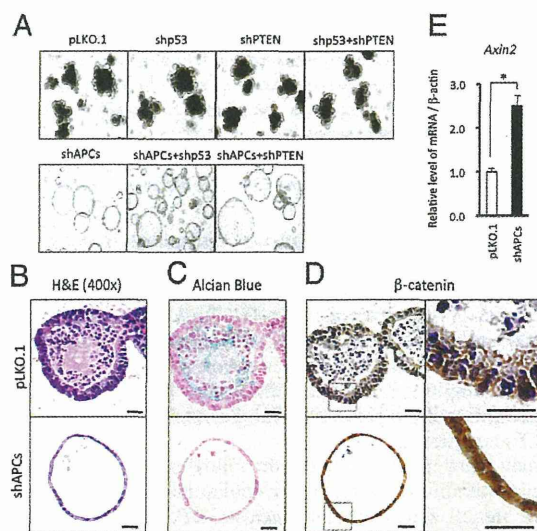 A
pLKO.1 shp53 shPTEN shp53+shPTEN
shAPCs shAPCs+shp53 shAPCs+shPTEN
E
Axin2
Relative level of mRNA / β-actin
3.0
2.0
1.0
0.0
*
pLKO.1
shAPCs
B
H&E (400x)
C
Alcian Blue
D
β-catenin
pLKO.1
shAPCs